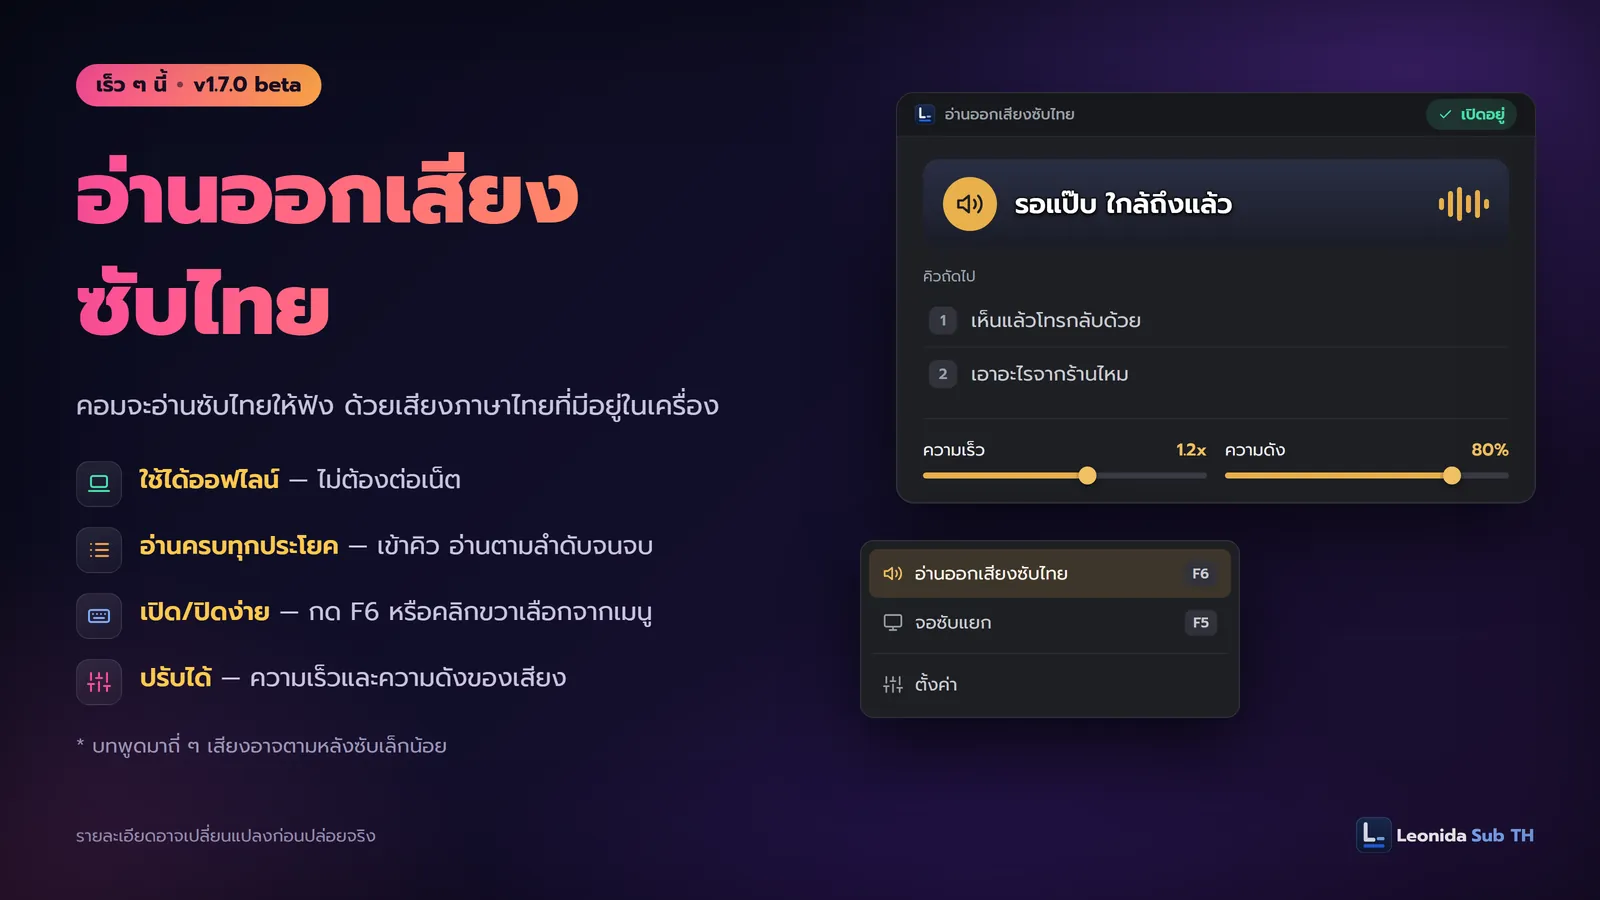 เร็ว ๆ นี้ • v1.7.0 beta
อ่านออกเสียง
ซับไทย
คอมจะอ่านซับไทยให้ฟัง ด้วยเสียงภาษาไทยที่มีอยู่ในเครื่อง
ใช้ได้ออฟไลน์ — ไม่ต้องต่อเน็ต
อ่านครบทุกประโยค — เข้าคิว อ่านตามลำดับจนจบ
เปิด/ปิดง่าย — กด F6 หรือคลิกขวาเลือกจากเมนู
ปรับได้ — ความเร็วและความดังของเสียง
* บทพูดมาถี่ ๆ เสียงอาจตามหลังซับเล็กน้อย
รายละเอียดอาจเปลี่ยนแปลงก่อนปล่อยจริง
L_ อ่านออกเสียงซับไทย
เปิดอยู่
รอแป๊บ ใกล้ถึงแล้ว
คิวถัดไป
1 เห็นแล้วโทรกลับด้วย
2 เอาอะไรจากร้านไหม
ความเร็ว 1.2x ความดัง 80%
อ่านออกเสียงซับไทย F6
จอซับแยก F5
ตั้งค่า
L_ Leonida Sub TH